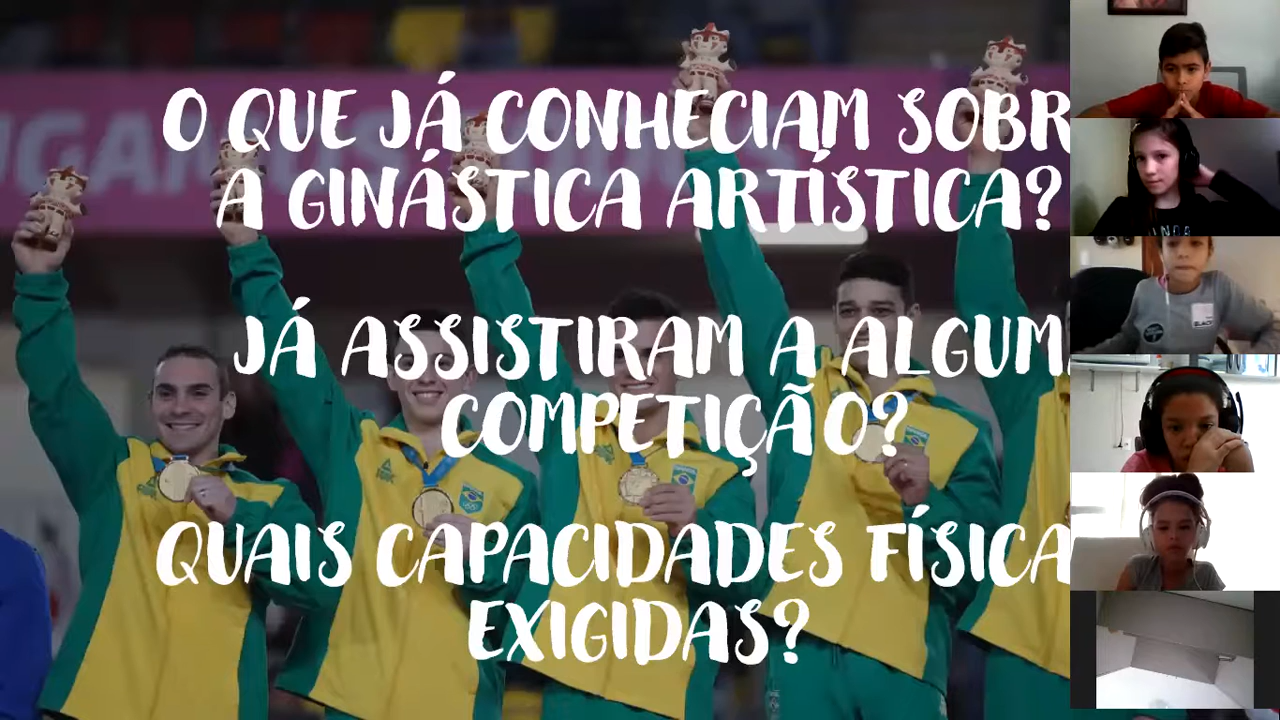 O QUE JÁ CONHECIAM SOBR
A GINÁSTICA ARTÍSTICA?
JÁ ASSISTIRAM A ALGUM
COMPETIÇÃO?
QUAIS CAPACIDADES FÍSICA
EXIGIDAS?